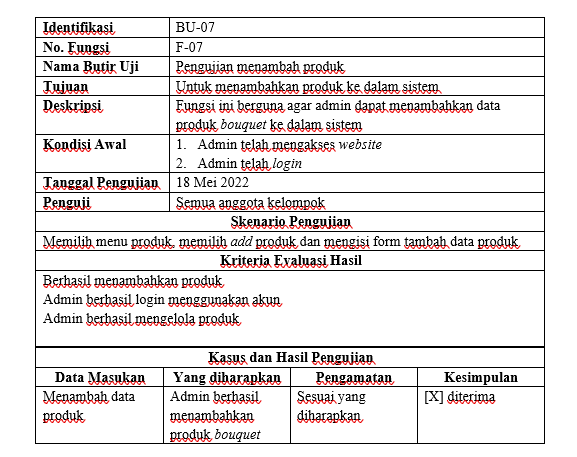 Identifikasi BU-07
No. Fungsi F-07
Nama Butir Uji Pengujian menambah produk
Tujuan Untuk menambahkan produk ke dalam sistem
Deskripsi Fungsi ini berguna agar admin dapat menambahkan data
produk bouquet ke dalam sistem
Kondisi Awal 1. Admin telah mengakses website
2. Admin telah login
Tanggal Pengujian 18 Mei 2022
Penguji Semua anggota kelompok
Skenario Pengujian
Memilih menu produk, memilih add produk dan mengisi form tambah data produk
Kriteria Evaluasi Hasil
Berhasil menambahkan produk
Admin berhasil login menggunakan akun
Admin berhasil mengelola produk
Kasus dan Hasil Pengujian
Data Masukan Yang diharapkan Pengamatan Kesimpulan
Menambah data Admin berhasil Sesuai yang [X] diterima
produk menambahkan diharapkan
produk bouquet